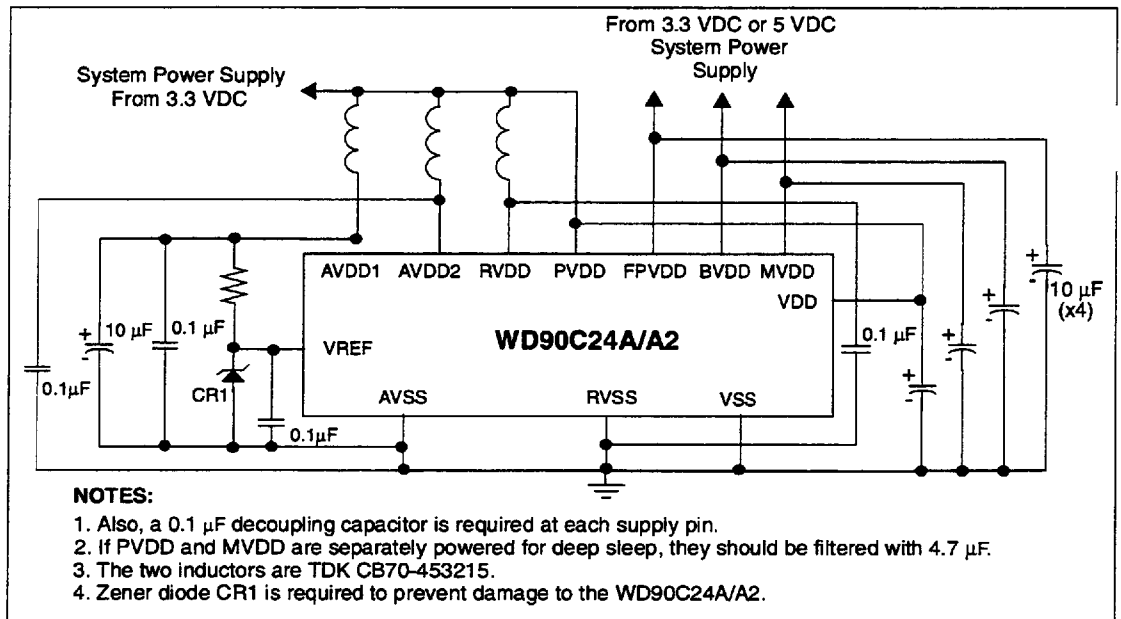 From 3.3 VDC or 5 VDC
System Power
Supply
System Power Supply
From 3.3 VDC
AVDD1 AVDD2 RVDD PVDD FPVDD BVDD MVDD
VDD
+ 10 µF
(x4)
+
-
WD90C24A/A2
VREF
+ 10 µF
-
0.1 µF
0.1 µF
+
-
+
-
0.1µF
CR1
AVSS RVSS VSS
+
-
0.1µF
NOTES:
1. Also, a 0.1 µF decoupling capacitor is required at each supply pin.
2. If PVDD and MVDD are separately powered for deep sleep, they should be filtered with 4.7 µF.
3. The two inductors are TDK CB70-453215.
4. Zener diode CR1 is required to prevent damage to the WD90C24A/A2.